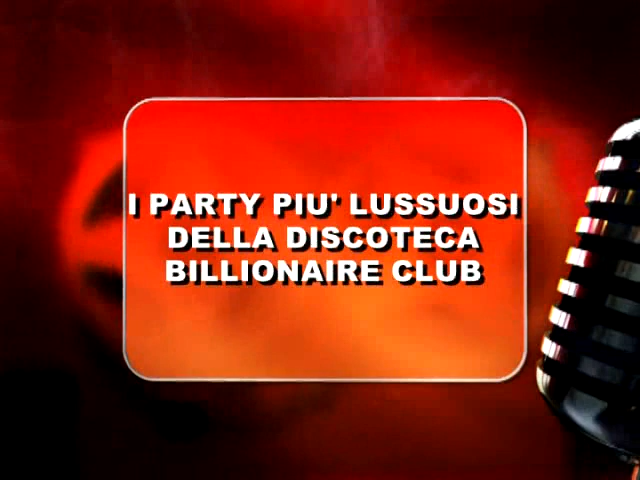 I PARTY PIU' LUSSUOSI
DELLA DISCOTECA
BILLIONAIRE CLUB